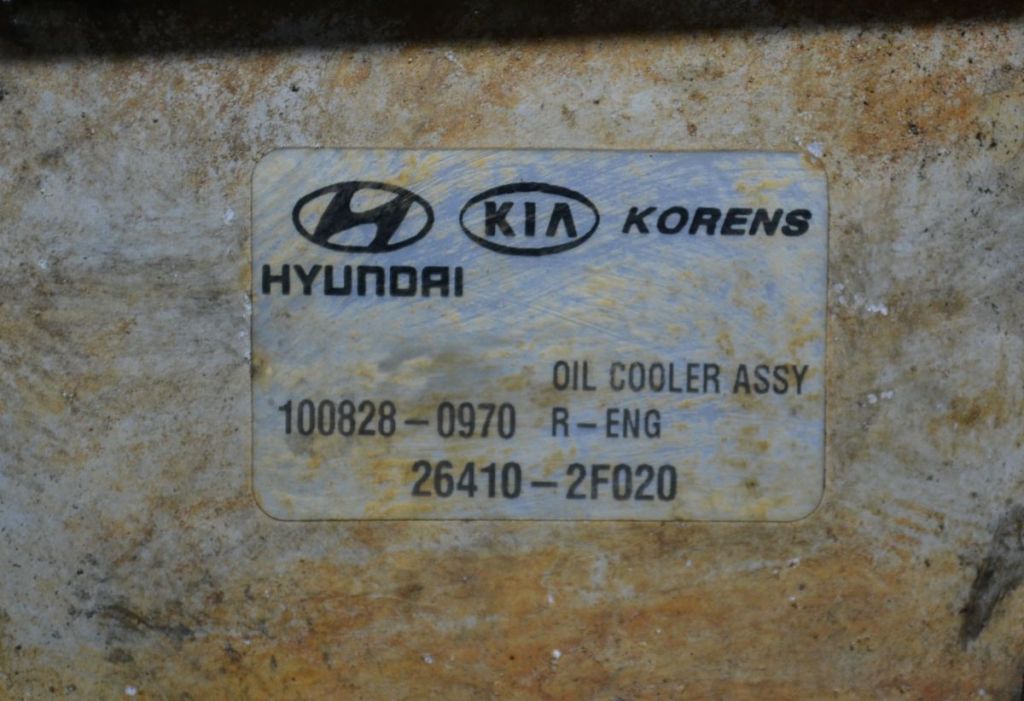 KIA KORENS
HYUNDAI
OIL COOLER ASSY
100828-0970 R-ENG
26410-2F020